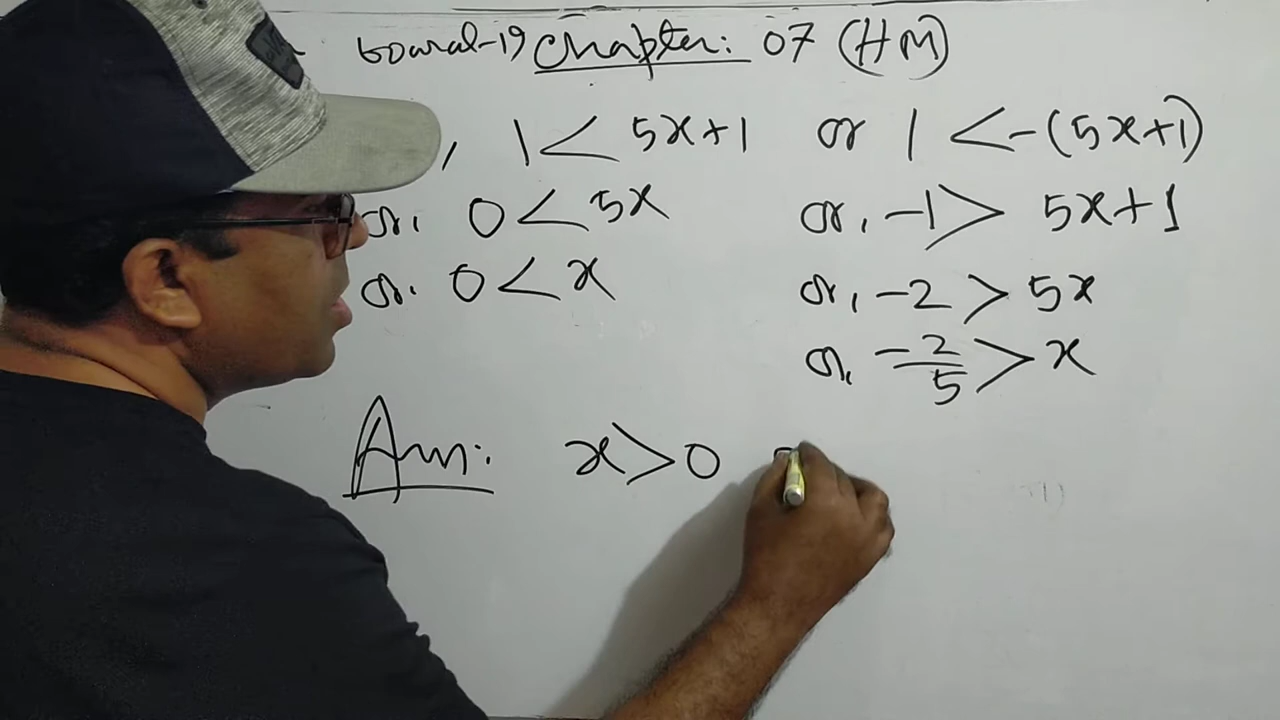 Board-19 Chapter: 07 (HM)
, 1 < 5x+1 or 1 < -(5x+1)
or, 0 < 5x or, -1 > 5x+1
or, 0 < x or, -2 > 5x
or, -2/5 > x
Ans: x > 0